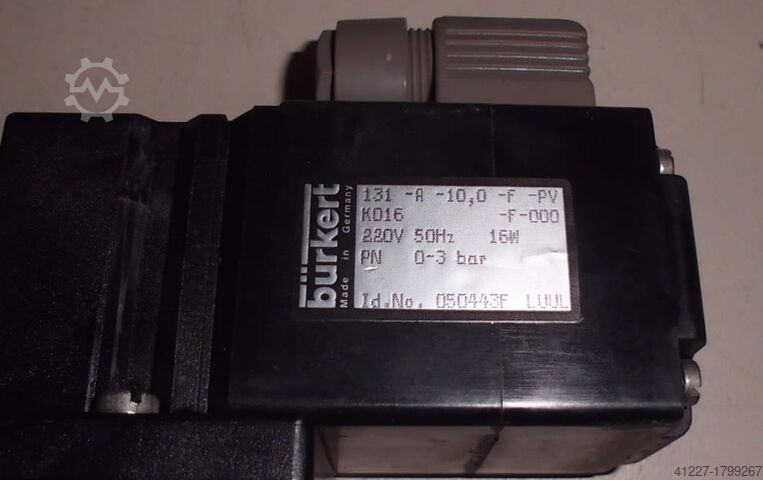 bürkert
Made in Germany
131 -A -10,0 -F -PV
K016 -F-000
220V 50Hz 16W
PN 0-3 bar
Id.No. 050443F LUUL
41227-1799267